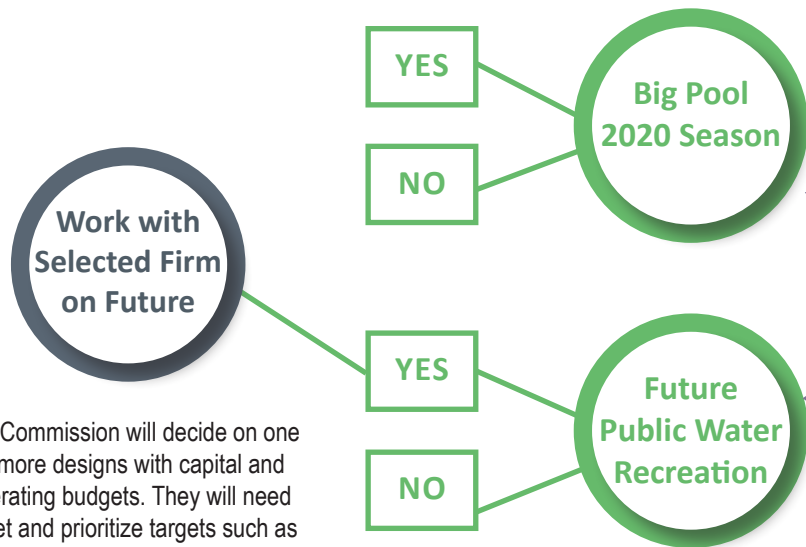 YES
Big Pool
2020 Season
NO
Work with
Selected Firm
on Future
YES
Future
Public Water
Recreation
NO
Commission will decide on one
more designs with capital and
erating budgets. They will need
et and prioritize targets such as